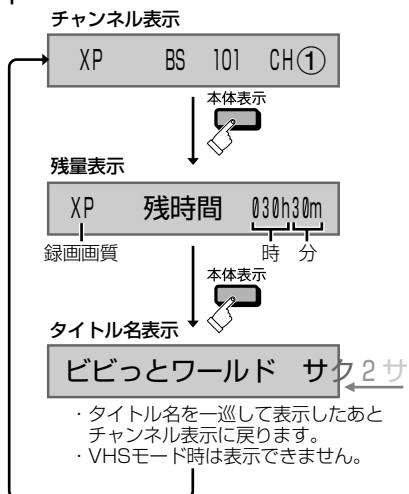 チャンネル表示
XP BS 101 CH①
本体表示
残量表示
XP 残時間 030h30m
録画画質 時 分
本体表示
タイトル名表示
ビビっとワールド サク2サ
・タイトル名を一巡して表示したあと
チャンネル表示に戻ります。
・VHSモード時は表示できません。